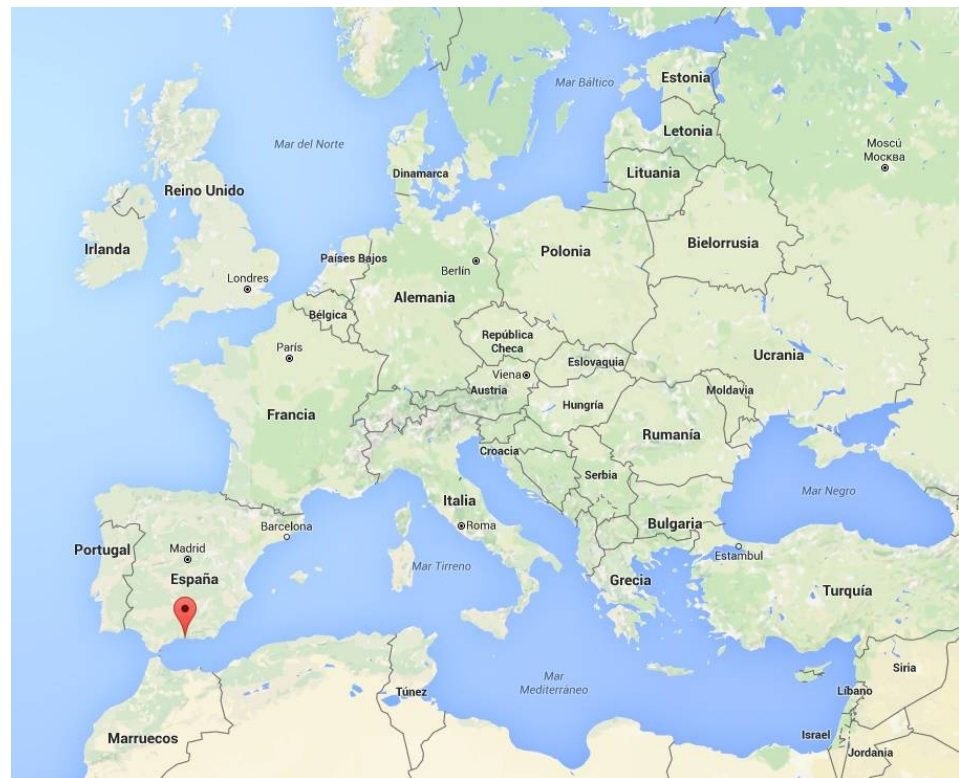 Estonia
Mar Báltico
Letonia
Mar del Norte
Moscú
Москва
Dinamarca
Lituania
Reino Unido
Bielorrusia
Irlanda
Polonia
Países Bajos
Berlín
Londres
Alemania
Bélgica
República
Checa
París
Ucrania
Eslovaquia
Viena
Austria
Moldavia
Hungría
Francia
Rumanía
Croacia
Serbia
Mar Negro
Italia
Barcelona
Roma
Bulgaria
Portugal
Madrid
Estambul
España
Mar Tirreno
Grecia
Turquía
Siria
Mar
Mediterráneo
Túnez
Líbano
Marruecos
Israel
Jordania